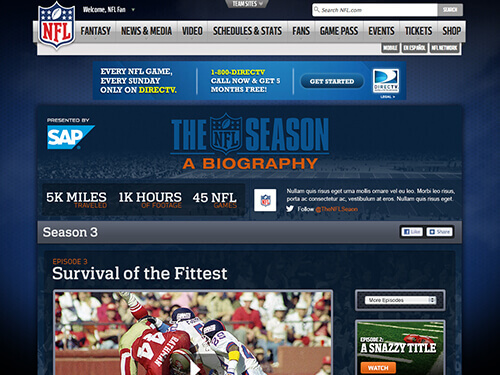 TEAM SITES
NFL
Welcome, NFL Fan
Search NFL.com
SEARCH
FANTASY NEWS & MEDIA VIDEO SCHEDULES & STATS FANS GAME PASS EVENTS TICKETS SHOP
MOBILE EN ESPAÑOL NFL NETWORK
EVERY NFL GAME,
EVERY SUNDAY
ONLY ON DIRECTV.
1-800-DIRECTV
CALL NOW & GET 5
MONTHS FREE!
GET STARTED
DIRECTV
LEGAL >
PRESENTED BY
SAP
THE NFL SEASON
A BIOGRAPHY
5K MILES
TRAVELED
1K HOURS
OF FOOTAGE
45 NFL
GAMES
NFL
Nullam quis risus eget urna mollis ornare vel eu leo. Morbi leo risus,
porta ac consectetur ac, vestibulum at eros. Nullam quis risus eget.
Follow @TheNFLSeason
Season 3
Like
Share
EPISODE 3
Survival of the Fittest
RATHMAN
44
More Episodes
EPISODE 2:
A SNAZZY TITLE
WATCH